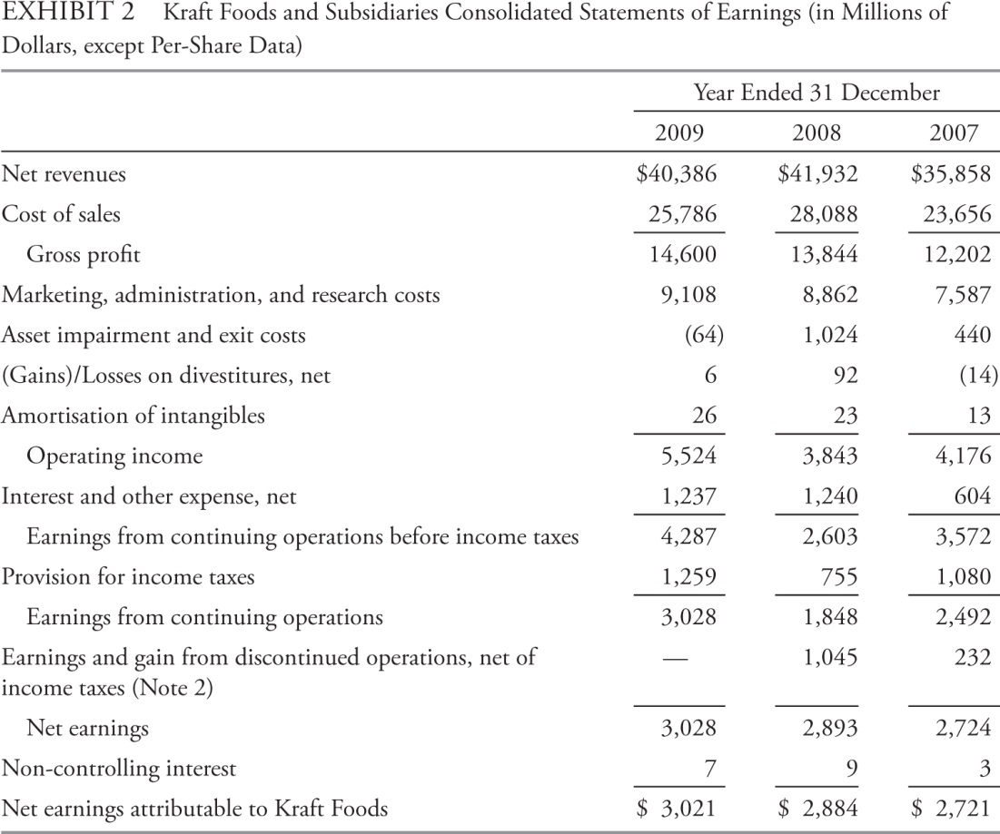 EXHIBIT 2 Kraft Foods and Subsidiaries Consolidated Statements of Earnings (in Millions of
Dollars, except Per-Share Data)
Year Ended 31 December
2009 2008 2007
Net revenues $40,386 $41,932 $35,858
Cost of sales 25,786 28,088 23,656
Gross profit 14,600 13,844 12,202
Marketing, administration, and research costs 9,108 8,862 7,587
Asset impairment and exit costs (64) 1,024 440
(Gains)/Losses on divestitures, net 6 92 (14)
Amortisation of intangibles 26 23 13
Operating income 5,524 3,843 4,176
Interest and other expense, net 1,237 1,240 604
Earnings from continuing operations before income taxes 4,287 2,603 3,572
Provision for income taxes 1,259 755 1,080
Earnings from continuing operations 3,028 1,848 2,492
Earnings and gain from discontinued operations, net of — 1,045 232
income taxes (Note 2)
Net earnings 3,028 2,893 2,724
Non-controlling interest 7 9 3
Net earnings attributable to Kraft Foods $ 3,021 $ 2,884 $ 2,721